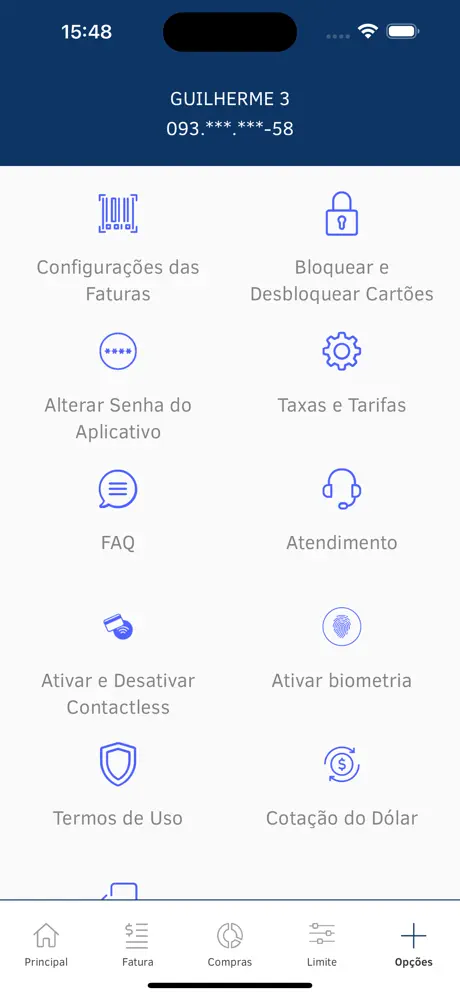 15:48
GUILHERME 3
093.***.***-58
Configurações das
Faturas
Bloquear e
Desbloquear Cartões
****
Alterar Senha do
Aplicativo
Taxas e Tarifas
FAQ
Atendimento
Ativar e Desativar
Contactless
Ativar biometria
$
Termos de Uso
Cotação do Dólar
$
Principal
Fatura
Compras
Limite
Opções